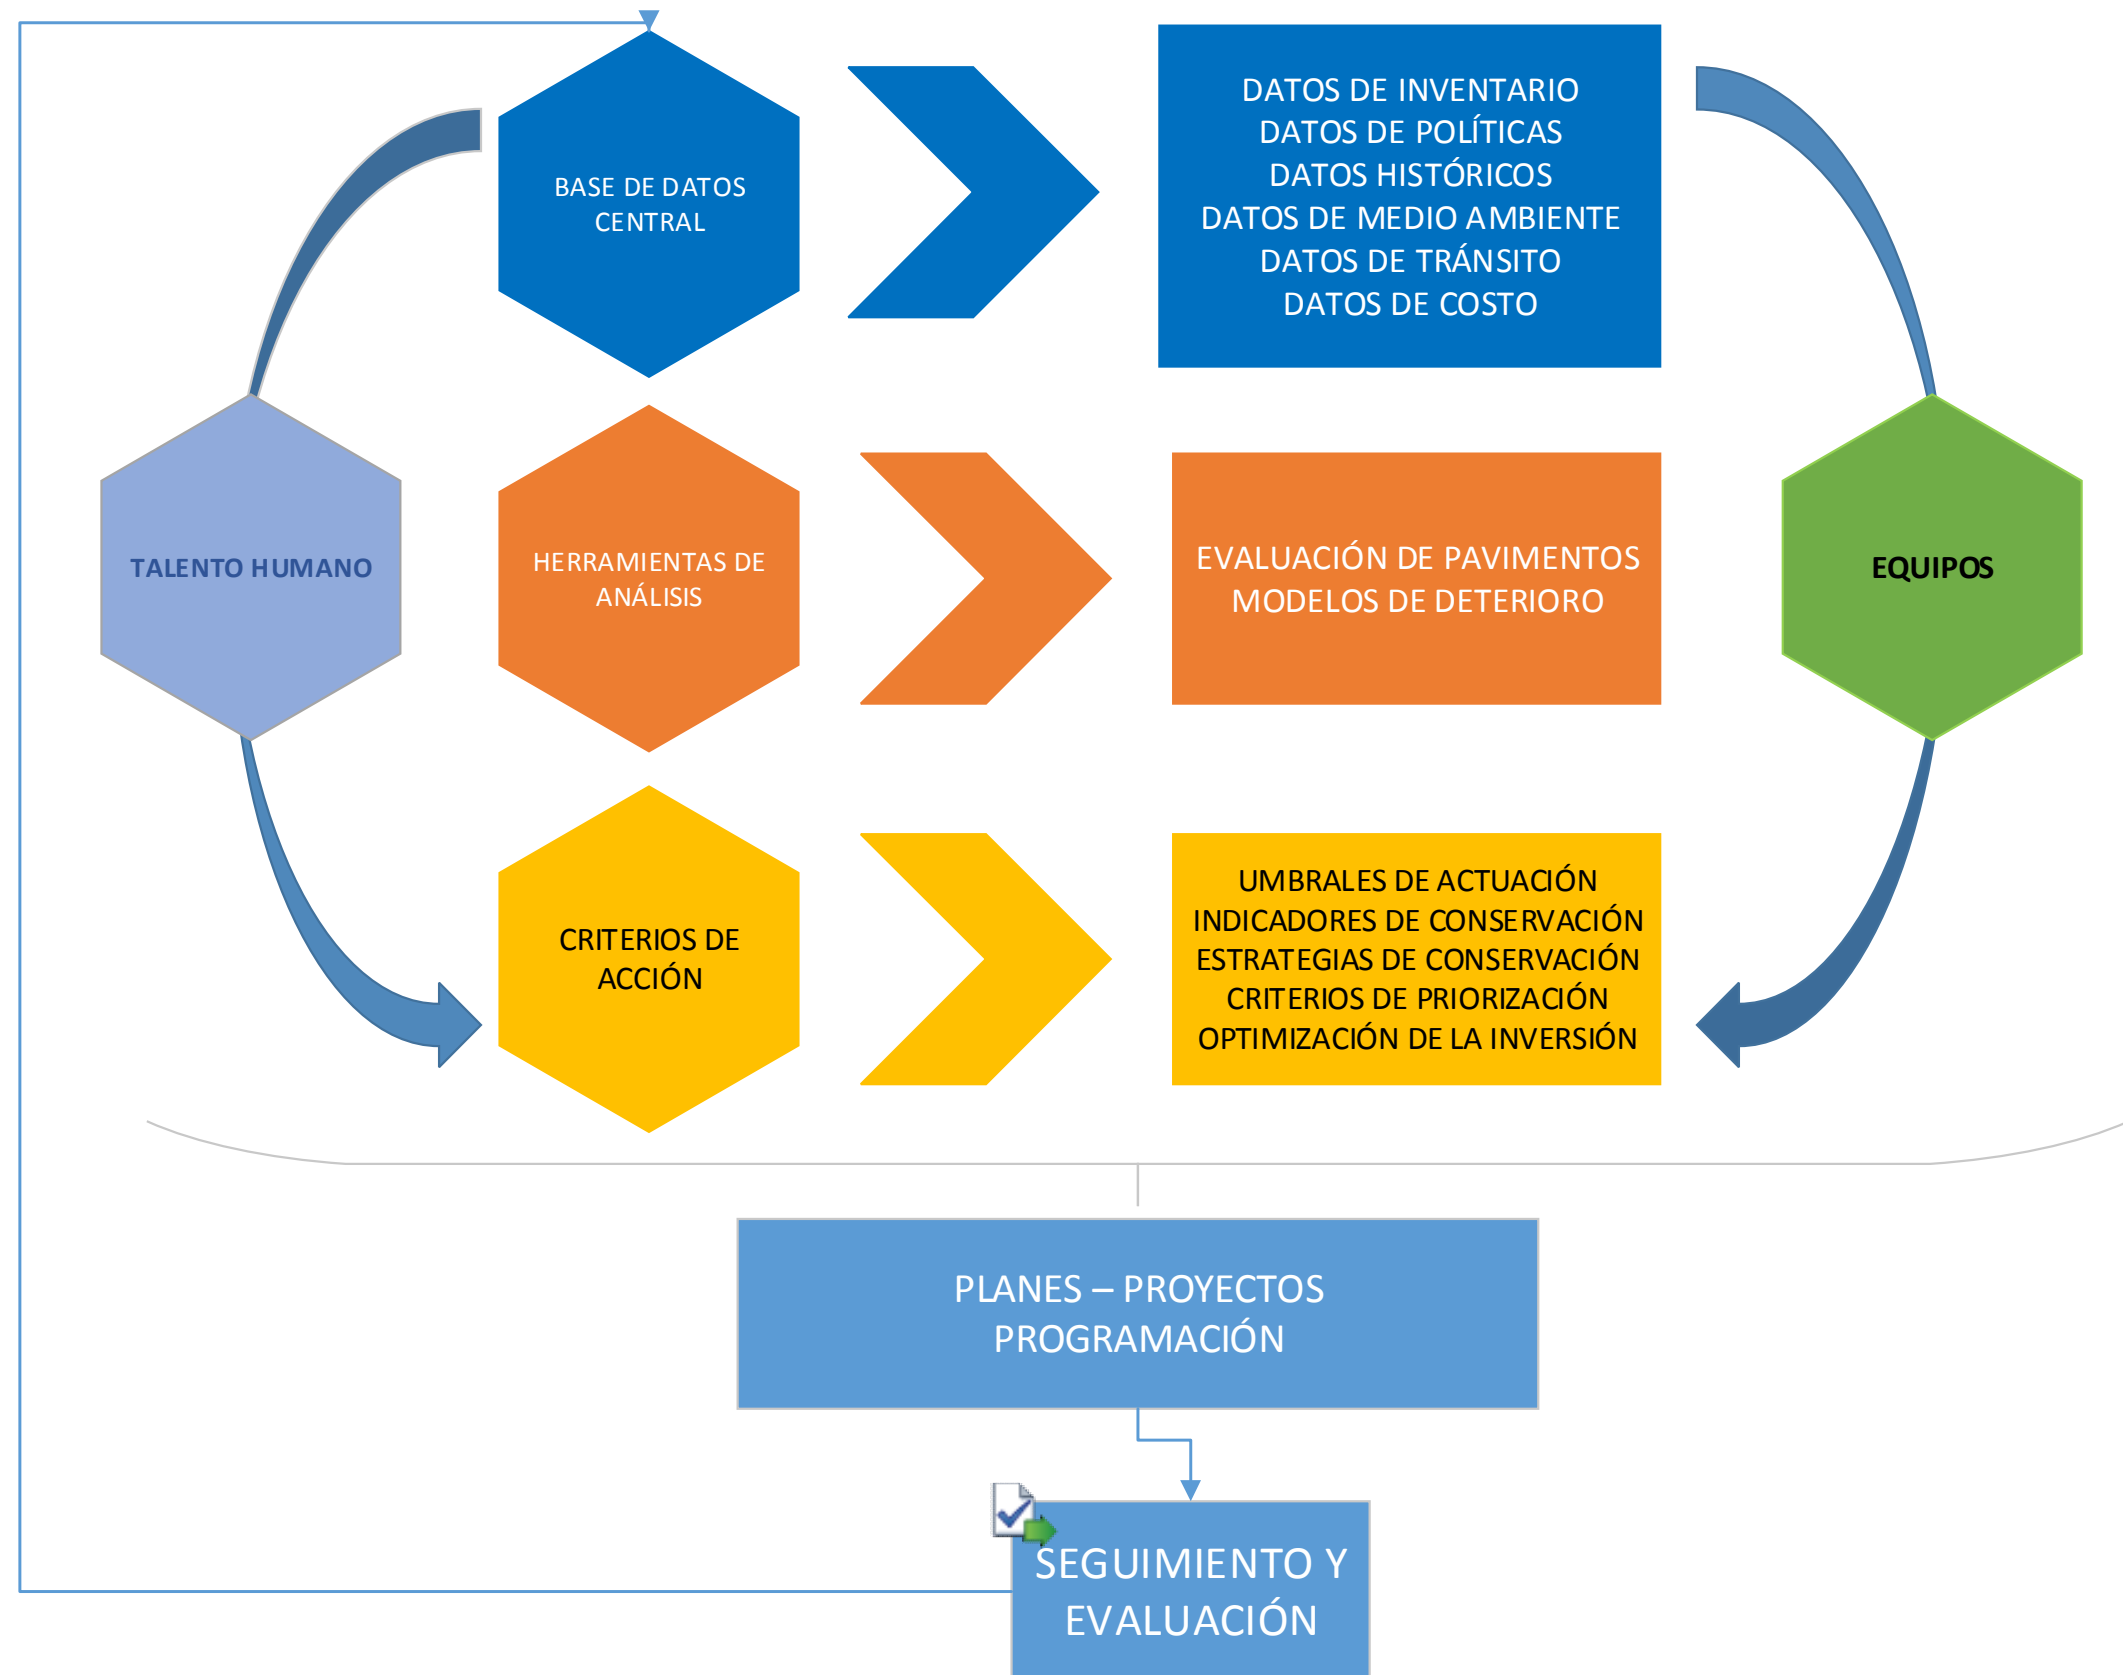 BASE DE DATOS
CENTRAL
DATOS DE INVENTARIO
DATOS DE POLÍTICAS
DATOS HISTÓRICOS
DATOS DE MEDIO AMBIENTE
DATOS DE TRÁNSITO
DATOS DE COSTO
TALENTO HUMANO
HERRAMIENTAS DE
ANÁLISIS
EVALUACIÓN DE PAVIMENTOS
MODELOS DE DETERIORO
EQUIPOS
CRITERIOS DE
ACCIÓN
UMBRALES DE ACTUACIÓN
INDICADORES DE CONSERVACIÓN
ESTRATEGIAS DE CONSERVACIÓN
CRITERIOS DE PRIORIZACIÓN
OPTIMIZACIÓN DE LA INVERSIÓN
PLANES – PROYECTOS
PROGRAMACIÓN
SEGUIMIENTO Y
EVALUACIÓN